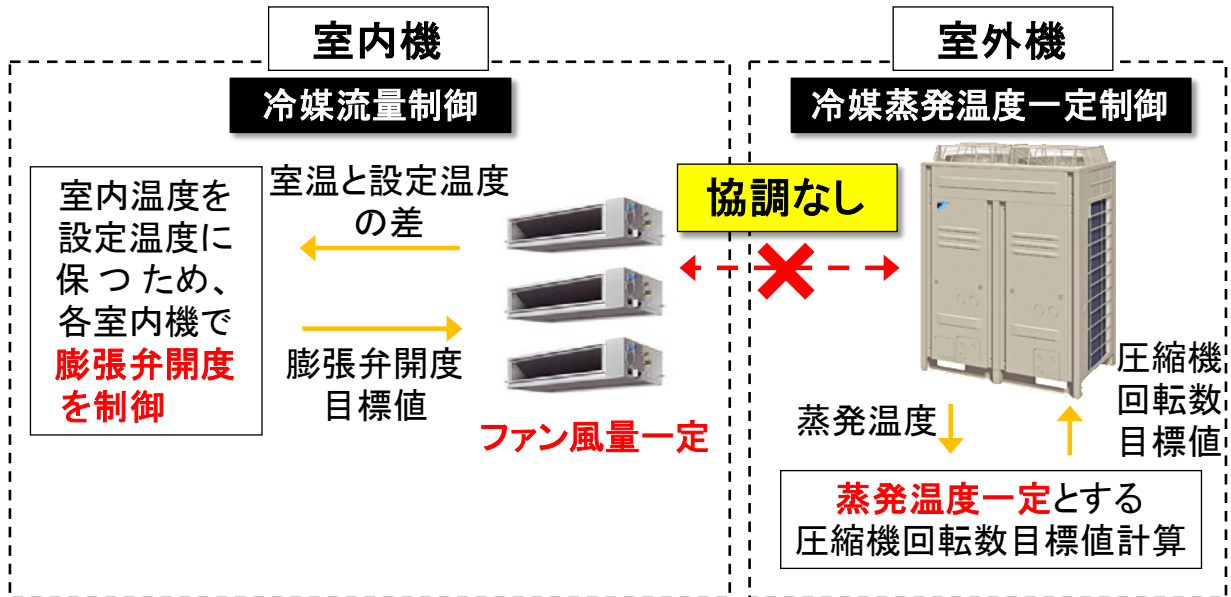 室内機
冷媒流量制御
室内温度を
設定温度に
保つため、
各室内機で
膨張弁開度
を制御
室温と設定温度
の差
膨張弁開度
目標値
ファン風量一定
協調なし
室外機
冷媒蒸発温度一定制御
蒸発温度
圧縮機
回転数
目標値
蒸発温度一定とする
圧縮機回転数目標値計算